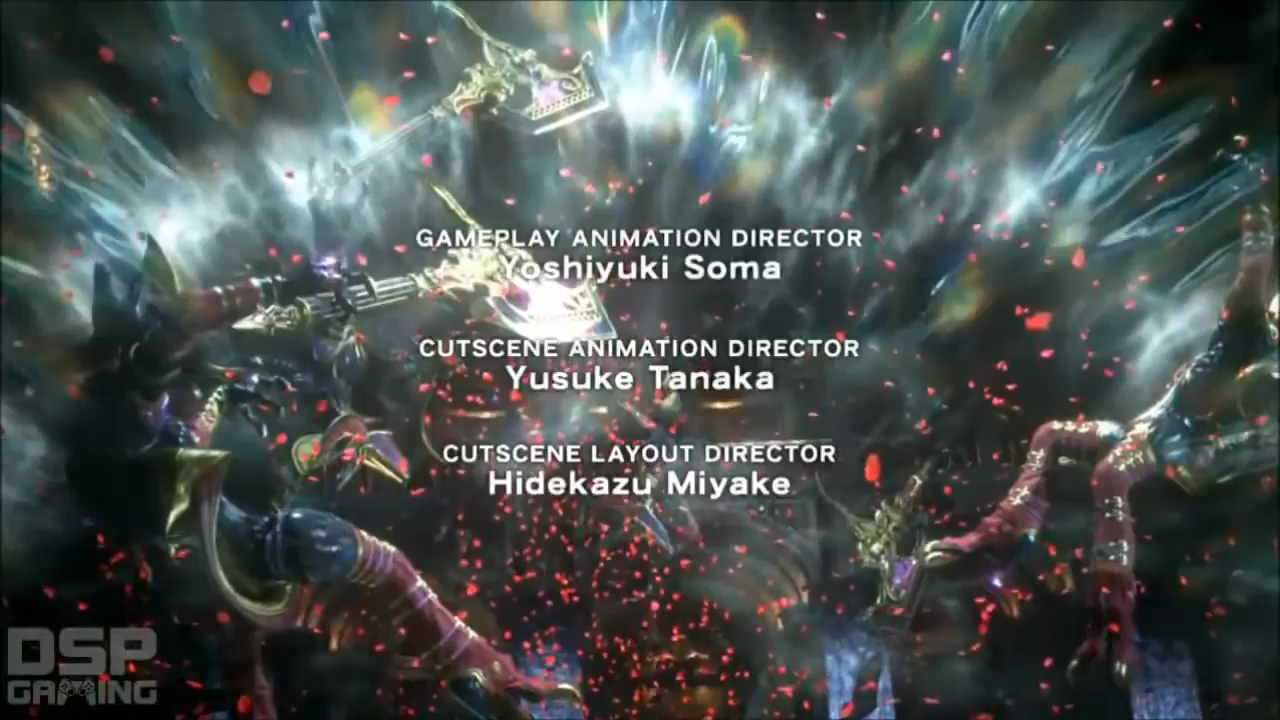 GAMEPLAY ANIMATION DIRECTOR
Yoshiyuki Soma
CUTSCENE ANIMATION DIRECTOR
Yusuke Tanaka
CUTSCENE LAYOUT DIRECTOR
Hidekazu Miyake
DSP
GAMING